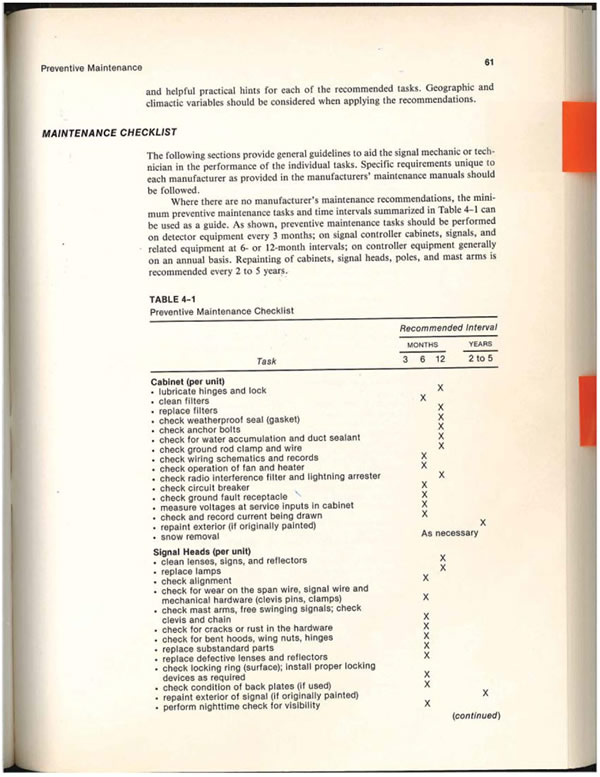 Preventive Maintenance 61
and helpful practical hints for each of the recommended tasks. Geographic and
climactic variables should be considered when applying the recommendations.
MAINTENANCE CHECKLIST
The following sections provide general guidelines to aid the signal mechanic or tech-
nician in the performance of the individual tasks. Specific requirements unique to
each manufacturer as provided in the manufacturers' maintenance manuals should
be followed.
Where there are no manufacturer's maintenance recommendations, the mini-
mum preventive maintenance tasks and time intervals summarized in Table 4–1 can
be used as a guide. As shown, preventive maintenance tasks should be performed
on detector equipment every 3 months; on signal controller cabinets, signals, and
related equipment at 6- or 12-month intervals; on controller equipment generally
on an annual basis. Repainting of cabinets, signal heads, poles, and mast arms is
recommended every 2 to 5 years.
TABLE 4–1
Preventive Maintenance Checklist
Recommended Interval
MONTHS YEARS
Task 3 6 12 2 to 5
Cabinet (per unit)
• lubricate hinges and lock X
• clean filters X
• replace filters X
• check weatherproof seal (gasket) X
• check anchor bolts X
• check for water accumulation and duct sealant X
• check ground rod clamp and wire X
• check wiring schematics and records X
• check operation of fan and heater X
• check radio interference filter and lightning arrester X
• check circuit breaker X
• check ground fault receptacle X
• measure voltages at service inputs in cabinet X
• check and record current being drawn X
• repaint exterior (if originally painted) X
• snow removal As necessary
Signal Heads (per unit)
• clean lenses, signs, and reflectors X
• replace lamps X
• check alignment X
• check for wear on the span wire, signal wire and
mechanical hardware (clevis pins, clamps) X
• check mast arms, free swinging signals; check
clevis and chain X
• check for cracks or rust in the hardware X
• check for bent hoods, wing nuts, hinges X
• replace substandard parts X
• replace defective lenses and reflectors X
• check locking ring (surface); install proper locking
devices as required X
• check condition of back plates (if used) X
• repaint exterior of signal (if originally painted) X
• perform nighttime check for visibility X
(continued)